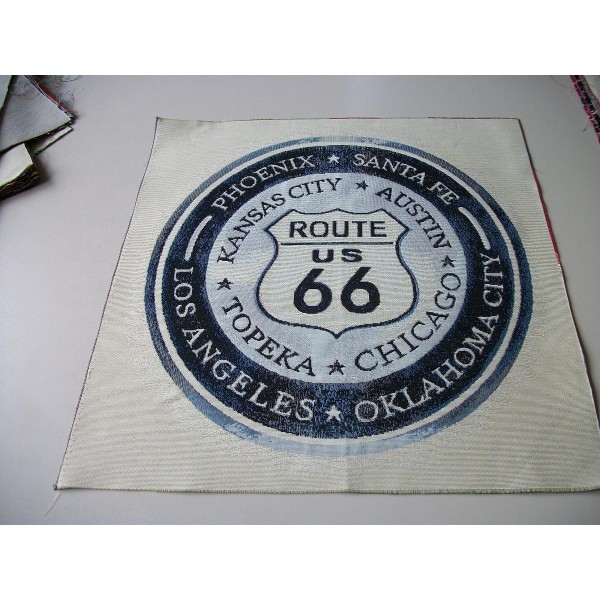 PHOENIX ★ SANTA FE
LOS ANGELES ★ OKLAHOMA CITY
KANSAS CITY ★ AUSTIN
★ TOPEKA ★ CHICAGO ★
ROUTE
US
66